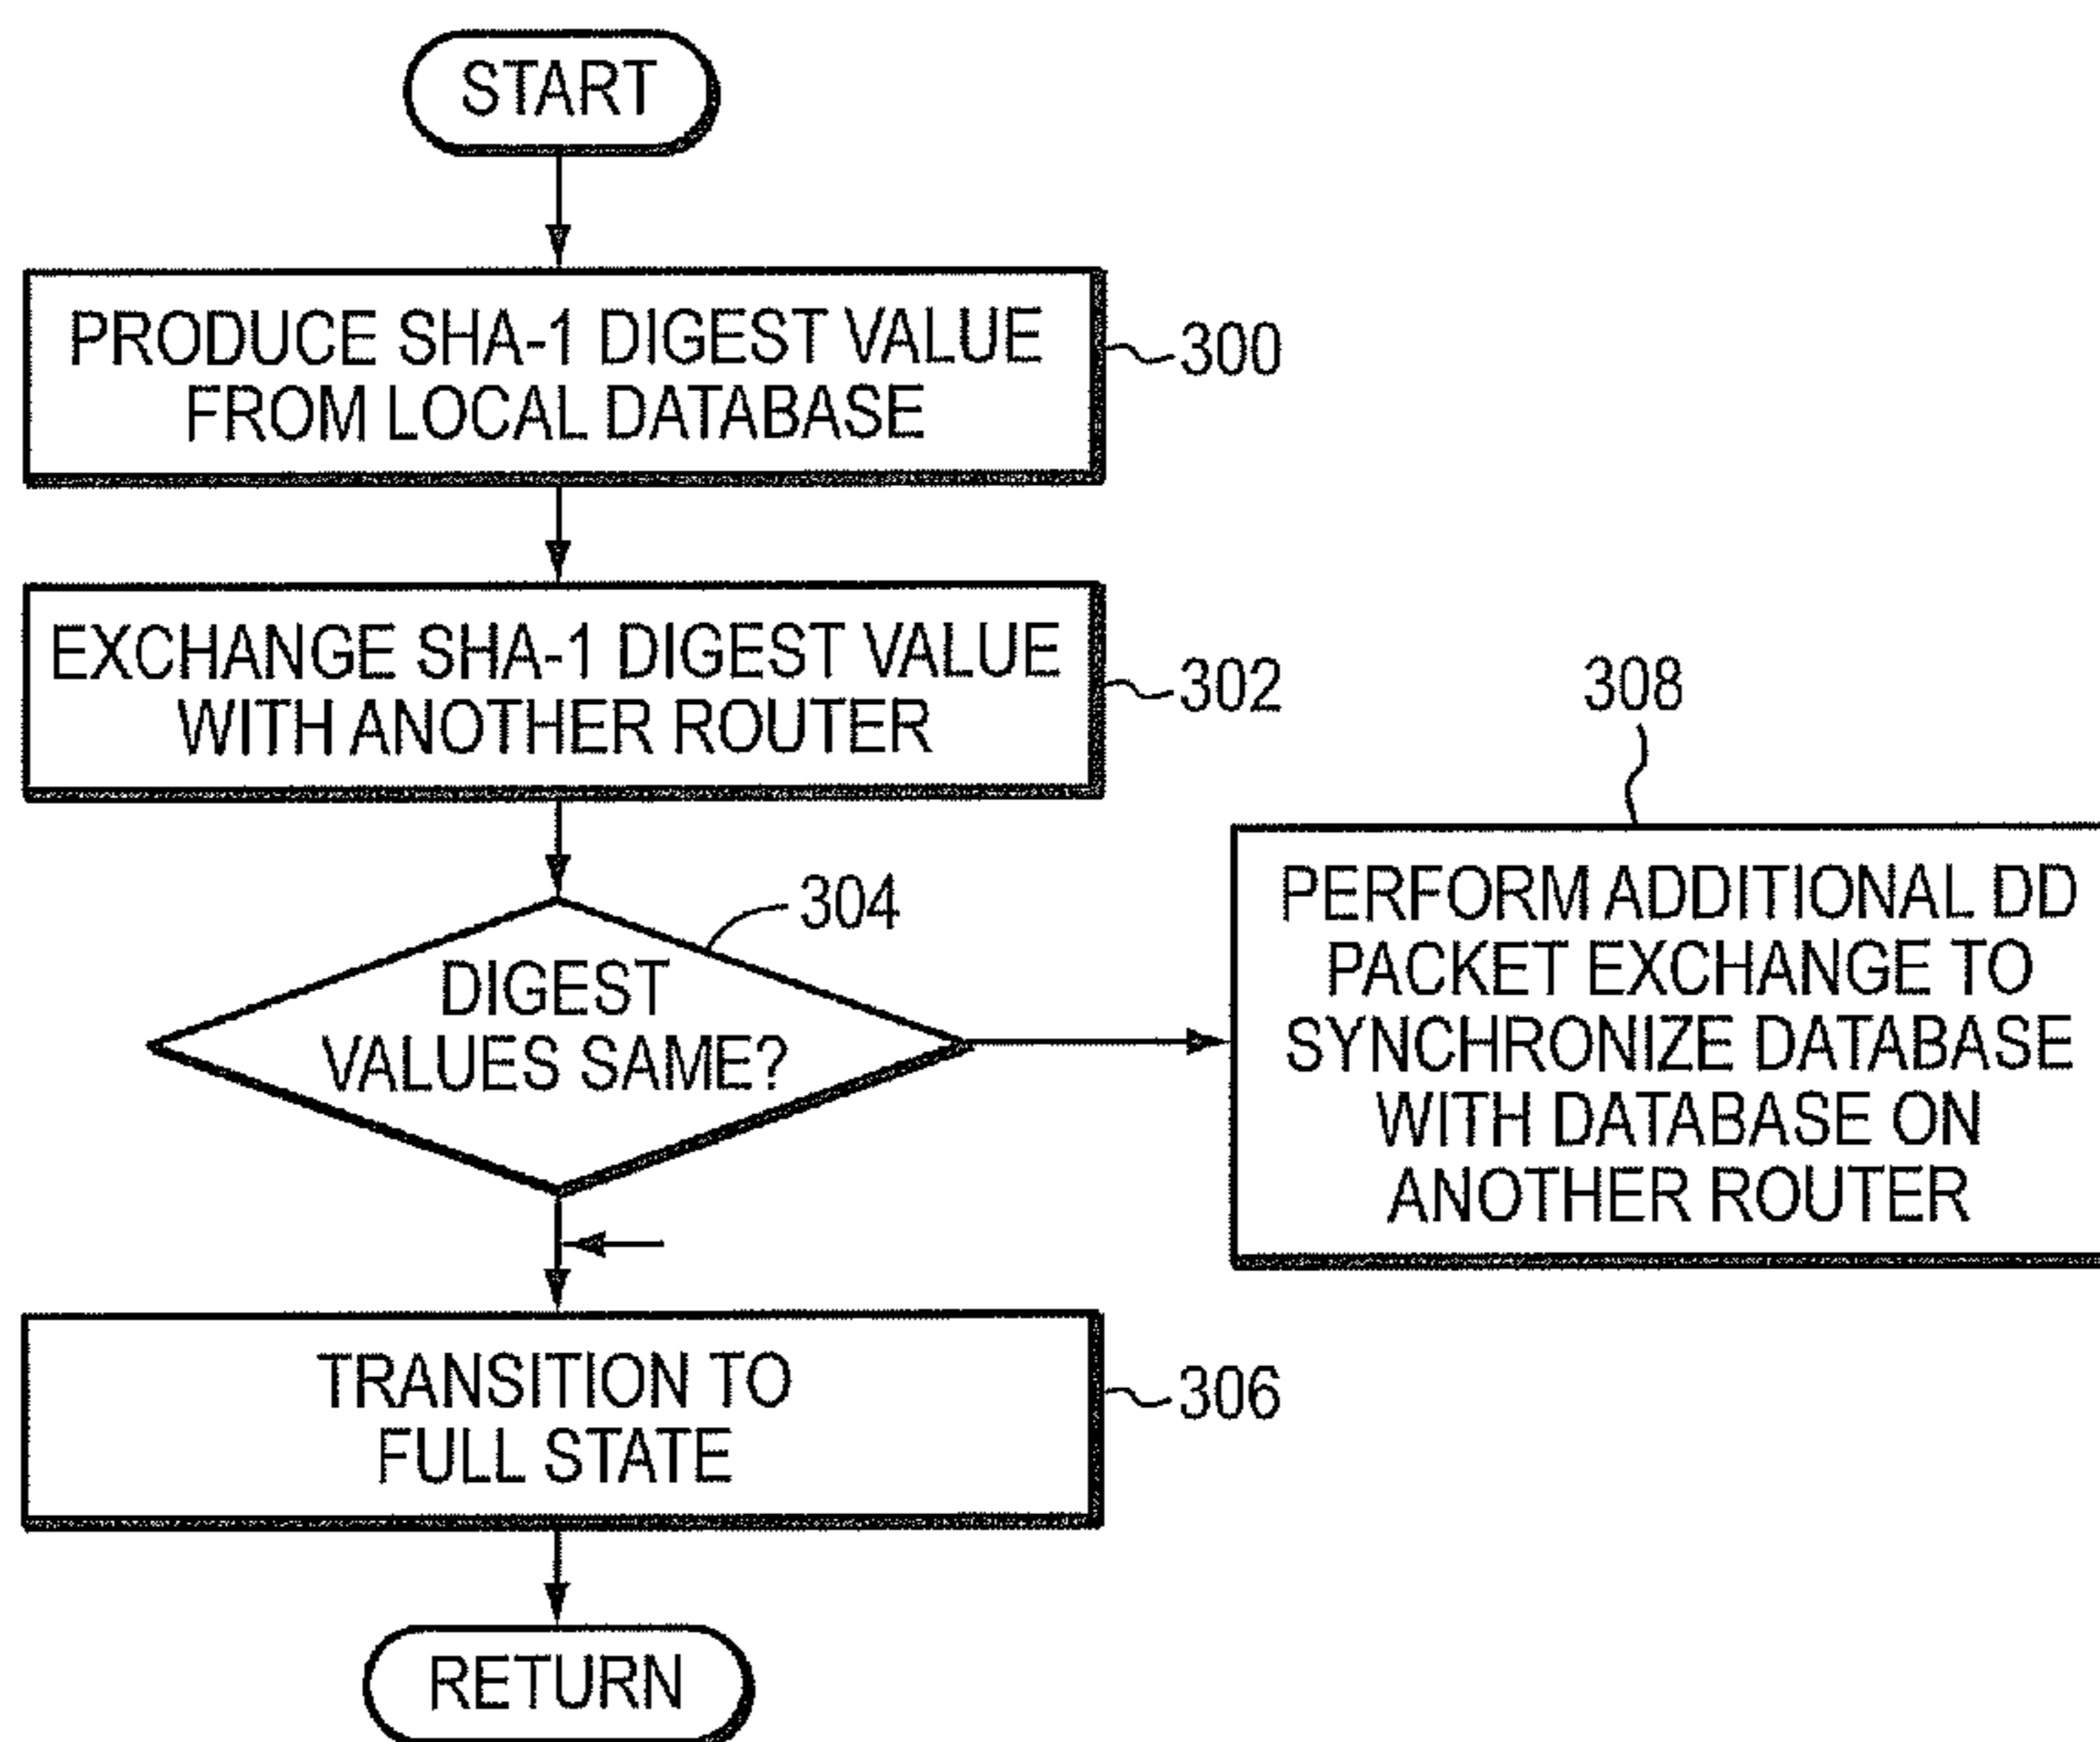 START
PRODUCE SHA-1 DIGEST VALUE
FROM LOCAL DATABASE
300
EXCHANGE SHA-1 DIGEST VALUE
WITH ANOTHER ROUTER
302
304
DIGEST
VALUES SAME?
308
PERFORM ADDITIONAL DD
PACKET EXCHANGE TO
SYNCHRONIZE DATABASE
WITH DATABASE ON
ANOTHER ROUTER
TRANSITION TO
FULL STATE
306
RETURN